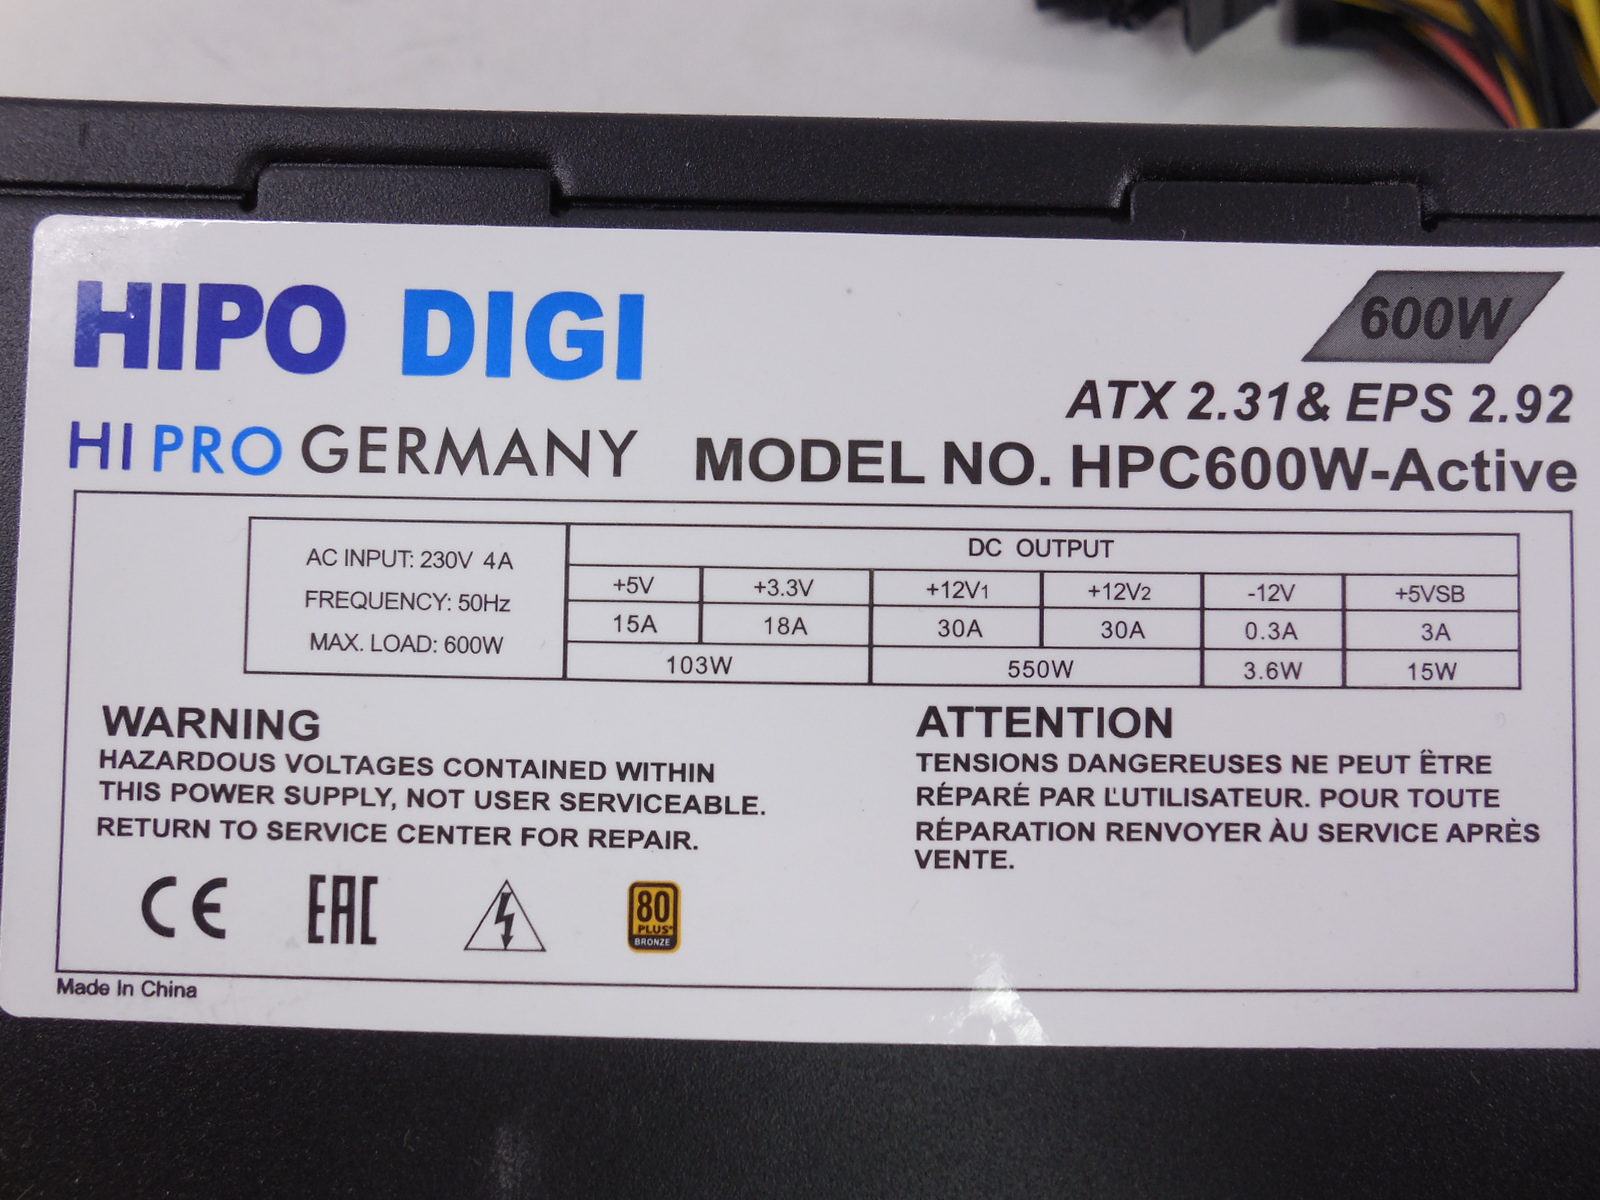 HIPO DIGI
600W
ATX 2.31& EPS 2.92
HI PRO GERMANY
MODEL NO. HPC600W-Active
AC INPUT: 230V 4A
FREQUENCY: 50Hz
MAX. LOAD: 600W
DC OUTPUT
+5V +3.3V +12V1 +12V2 -12V +5VSB
15A 18A 30A 30A 0.3A 3A
103W 550W 3.6W 15W
WARNING
HAZARDOUS VOLTAGES CONTAINED WITHIN
THIS POWER SUPPLY, NOT USER SERVICEABLE.
RETURN TO SERVICE CENTER FOR REPAIR.
ATTENTION
TENSIONS DANGEREUSES NE PEUT ÊTRE
RÉPARÉ PAR L'UTILISATEUR. POUR TOUTE
RÉPARATION RENVOYER ÀU SERVICE APRÈS
VENTE.
CE EAC
80
PLUS®
BRONZE
Made In China